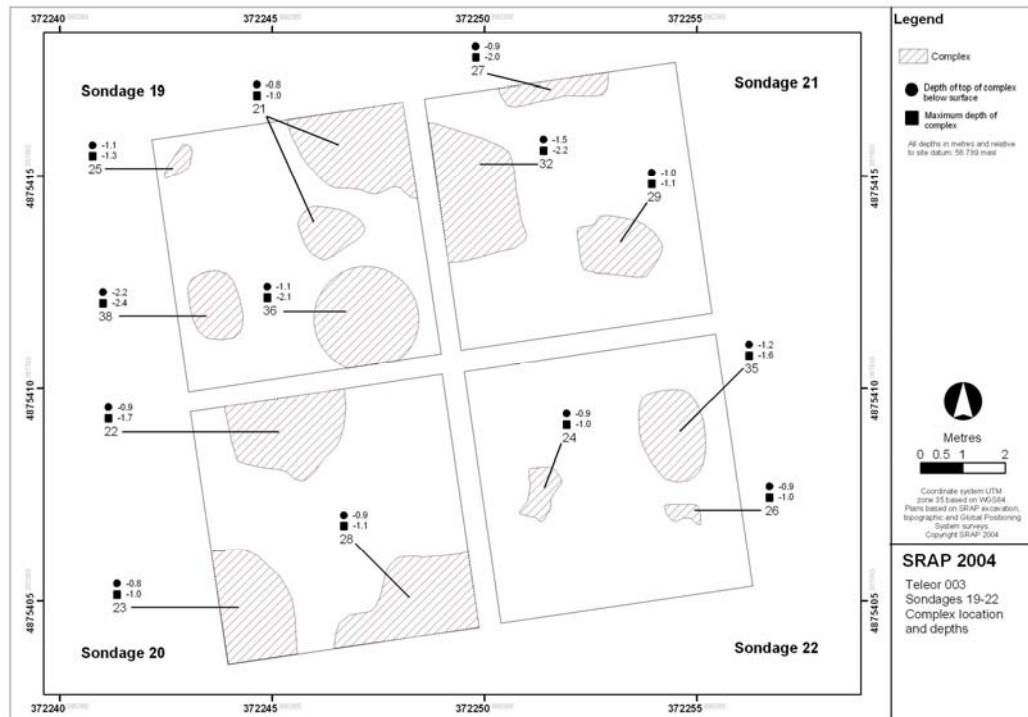 372240 372245 372250 372255
Sondage 19
Sondage 21
-0.8
-1.0
21
-0.9
-2.0
27
-1.1
-1.3
25
-1.5
-2.2
32
-1.0
-1.1
29
-2.2
-2.4
38
-1.1
-2.1
36
-0.9
-1.7
22
-1.2
-1.6
35
-0.9
-1.0
24
-0.9
-1.0
26
-0.9
-1.1
28
-0.8
-1.0
23
Sondage 20
Sondage 22
4875415
4875410
4875405
4875415
4875410
4875405
372240 372245 372250 372255
Legend
Complex
Depth of top of complex
below surface
Maximum depth of
complex
All depths in metres and relative
to site datum: 56.789 masl
Metres
0 0.5 1 2
Coordinate system UTM
zone 35 based on WGS84.
Plans based on SRAP excavation,
topographic and Global Positioning
System surveys.
Copyright SRAP 2004
SRAP 2004
Teleor 003
Sondages 19-22
Complex location
and depths